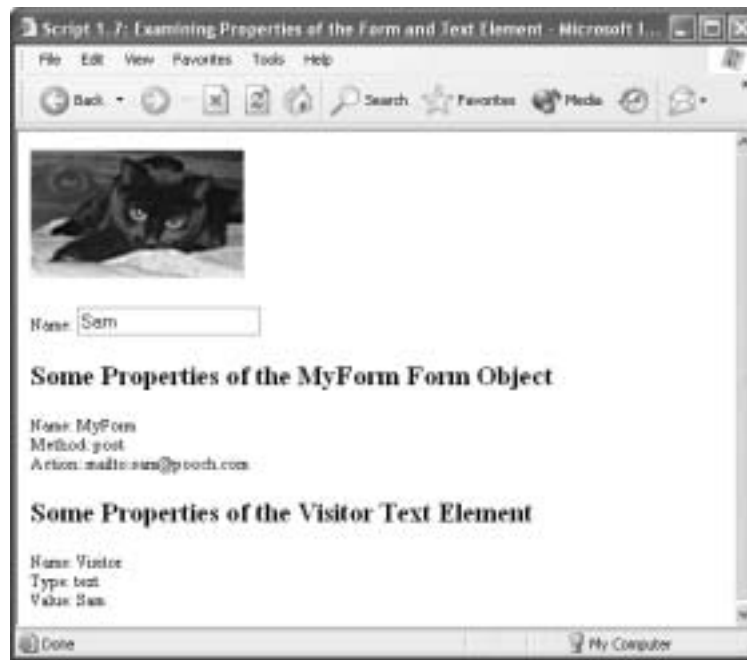 Script 1.7: Examining Properties of the Form and Text Element - Microsoft I...
File Edit View Favorites Tools Help
Back Search Favorites Media
Name: Sam
Some Properties of the MyForm Form Object
Name: MyForm
Method: post
Action: mailto:sam@pooch.com
Some Properties of the Visitor Text Element
Name: Visitor
Type: text
Value: Sam
Done My Computer